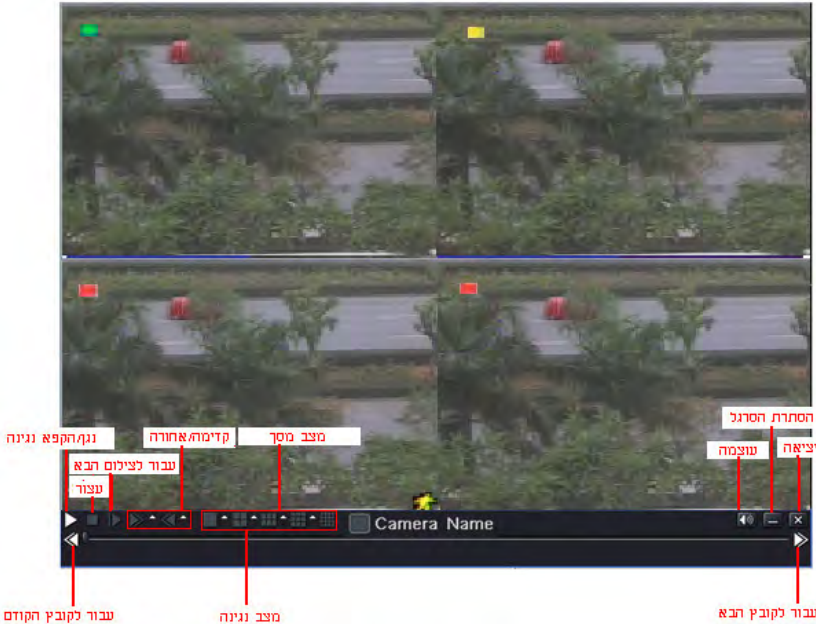 הסתרת הסרגל
נגן/הקפא נגינה
קדימה/אחורה
מצב מסך
עוצמה
יציאה
עבור לצילום הבא
עצור
Camera Name
עבור לקובץ הקודם
מצב נגינה
עבור לקובץ הבא